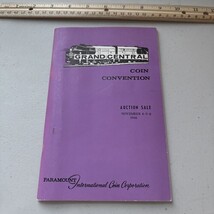 GRAND CENTRAL
COIN
CONVENTION
AUCTION SALE
PARAMOUNT
International Coin Corporation